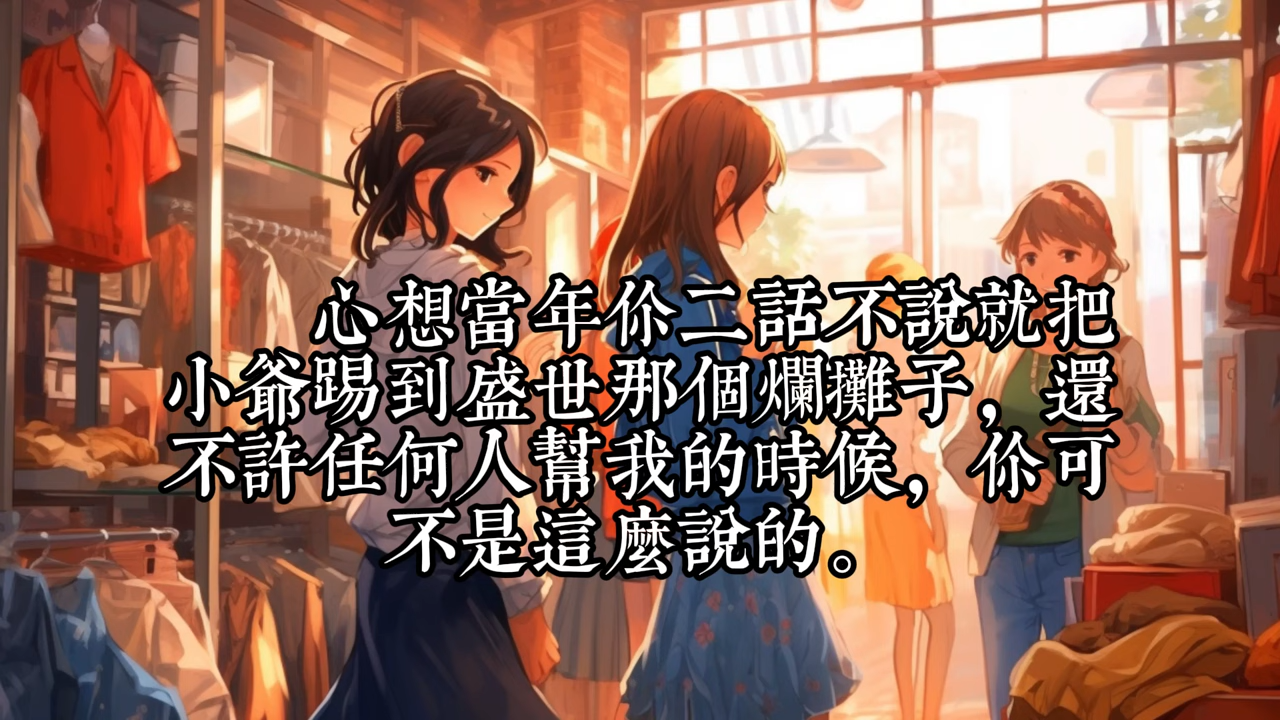 心想當年你二話不說就把
小爺踢到盛世那個爛攤子，還
不許任何人幫我的時候，你可
不是這麼說的。